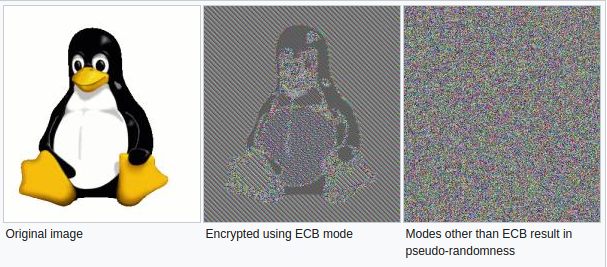 Original image
Encrypted using ECB mode
Modes other than ECB result in
pseudo-randomness